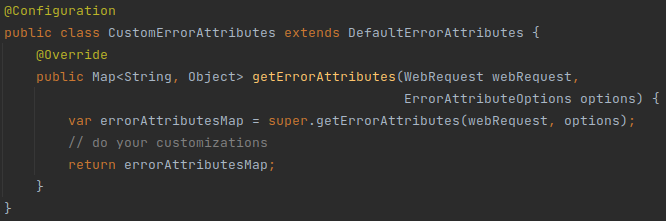 @Configuration
public class CustomErrorAttributes extends DefaultErrorAttributes {
    @Override
    public Map<String, Object> getErrorAttributes(WebRequest webRequest,
                                                  ErrorAttributeOptions options) {
        var errorAttributesMap = super.getErrorAttributes(webRequest, options);
        // do your customizations
        return errorAttributesMap;
    }
}